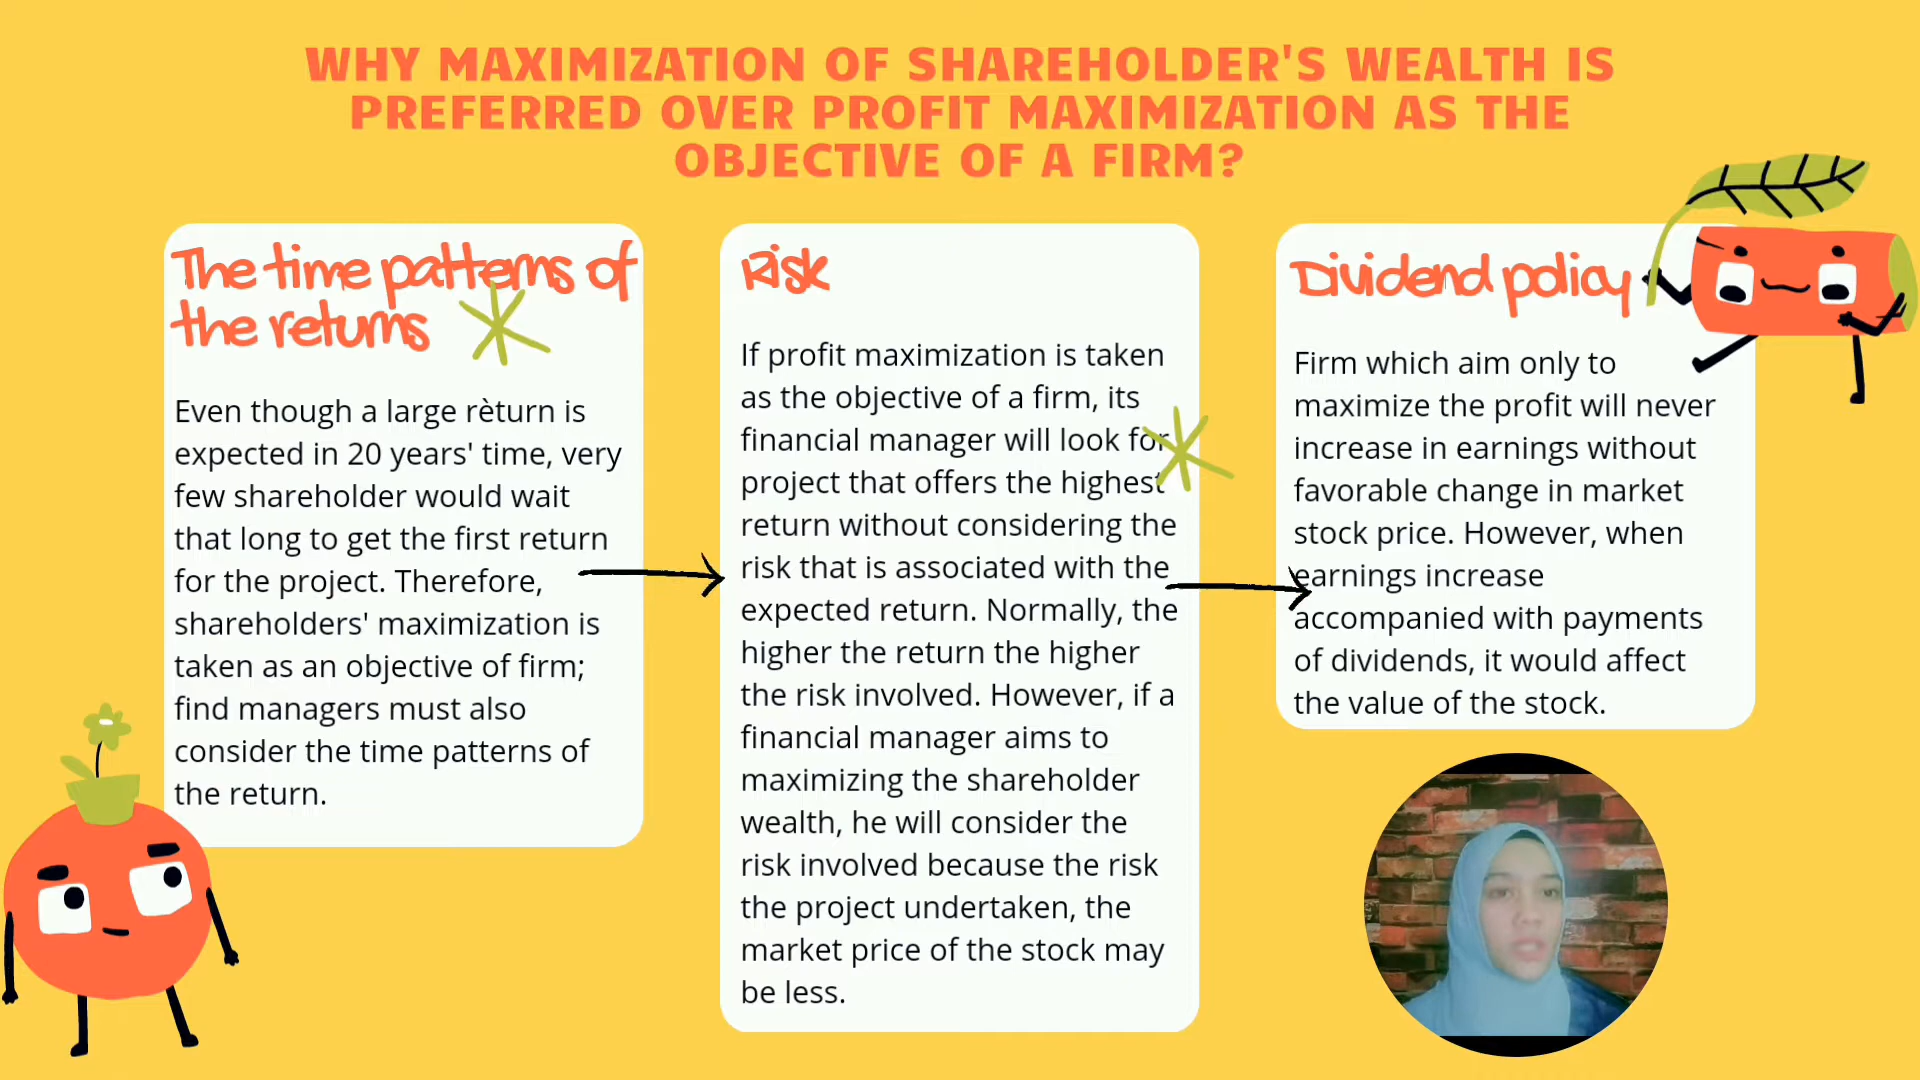 WHY MAXIMIZATION OF SHAREHOLDER'S WEALTH IS
PREFERRED OVER PROFIT MAXIMIZATION AS THE
OBJECTIVE OF A FIRM?
The time patterns of
the returns
Even though a large rèturn is
expected in 20 years' time, very
few shareholder would wait
that long to get the first return
for the project. Therefore,
shareholders' maximization is
taken as an objective of firm;
find managers must also
consider the time patterns of
the return.
Risk
If profit maximization is taken
as the objective of a firm, its
financial manager will look for
project that offers the highest
return without considering the
risk that is associated with the
expected return. Normally, the
higher the return the higher
the risk involved. However, if a
financial manager aims to
maximizing the shareholder
wealth, he will consider the
risk involved because the risk
the project undertaken, the
market price of the stock may
be less.
Dividend policy
Firm which aim only to
maximize the profit will never
increase in earnings without
favorable change in market
stock price. However, when
earnings increase
accompanied with payments
of dividends, it would affect
the value of the stock.